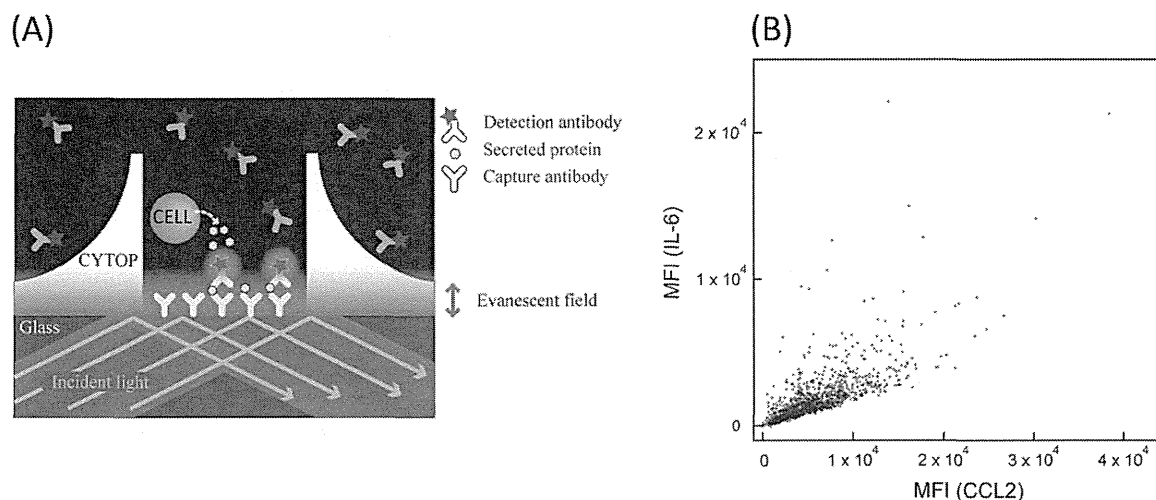 (A)
(B)
Detection antibody
Secreted protein
Capture antibody
CELL
CYTOP
Evanescent field
Glass
Incident light
MFI (IL-6)
2 x 10⁴
1 x 10⁴
0
0
1 x 10⁴
2 x 10⁴
3 x 10⁴
4 x 10⁴
MFI (CCL2)